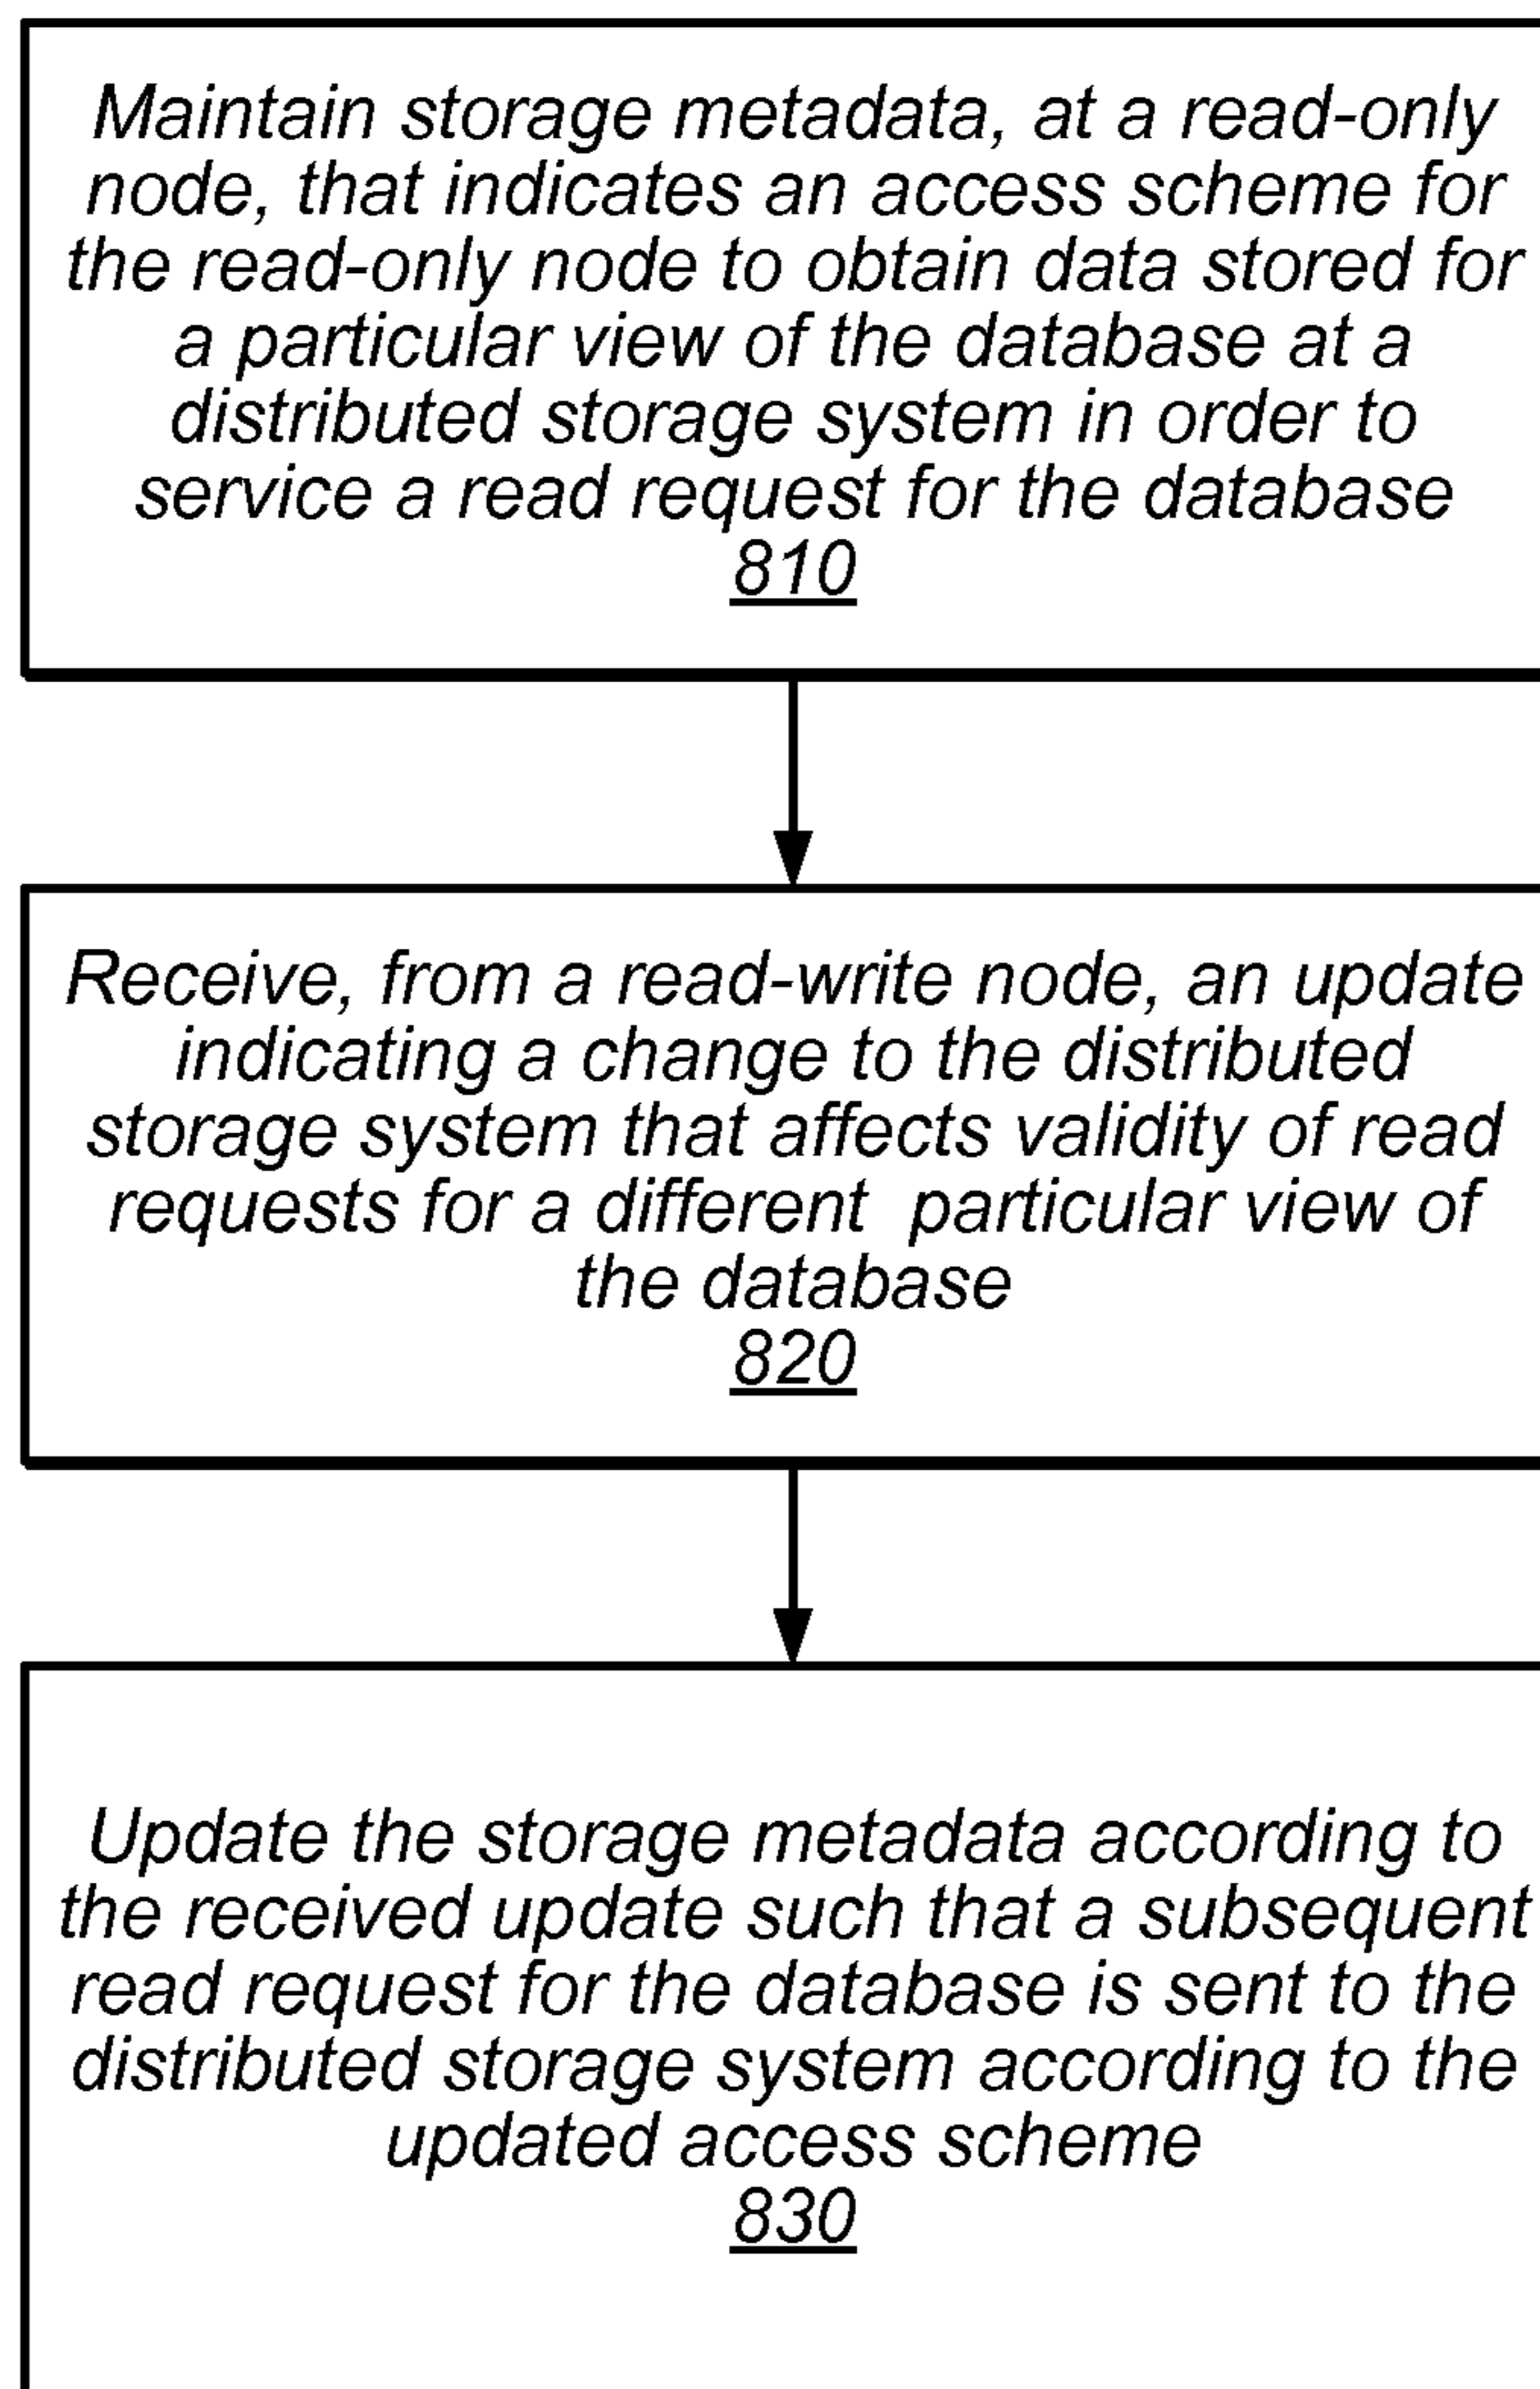 Maintain storage metadata, at a read-only
node, that indicates an access scheme for
the read-only node to obtain data stored for
a particular view of the database at a
distributed storage system in order to
service a read request for the database
810
Receive, from a read-write node, an update
indicating a change to the distributed
storage system that affects validity of read
requests for a different particular view of
the database
820
Update the storage metadata according to
the received update such that a subsequent
read request for the database is sent to the
distributed storage system according to the
updated access scheme
830